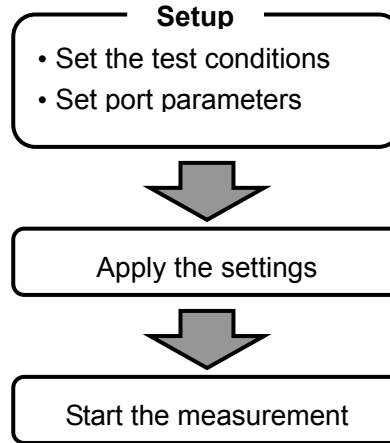 Setup
• Set the test conditions
• Set port parameters
Apply the settings
Start the measurement